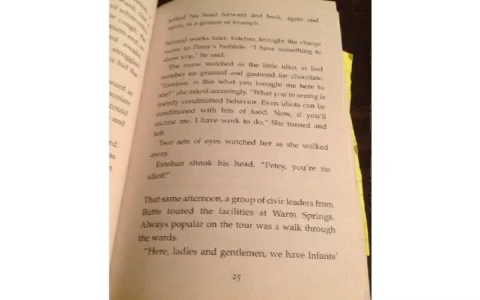 jerked his head forward and back, again and
again, in a gesture of triumph.
Several weeks later, Esteban brought the charge
nurse to Petey's bedside. "I have something to
show you," he said.
The nurse watched as the little idiot in bed
number six grunted and gestured for chocolate.
"Esteban, is this what you brought me here to
see?" she asked accusingly. "What you're seeing is
merely conditioned behavior. Even idiots can be
conditioned with bits of food. Now, if you'll
excuse me, I have work to do." She turned and
left.
Two sets of eyes watched her as she walked
away.
Esteban shook his head. "Petey, you're no
idiot!"
That same afternoon, a group of civic leaders from
Butte toured the facilities at Warm Springs.
Always popular on the tour was a walk through
the wards.
"Here, ladies and gentlemen, we have Infants'
25